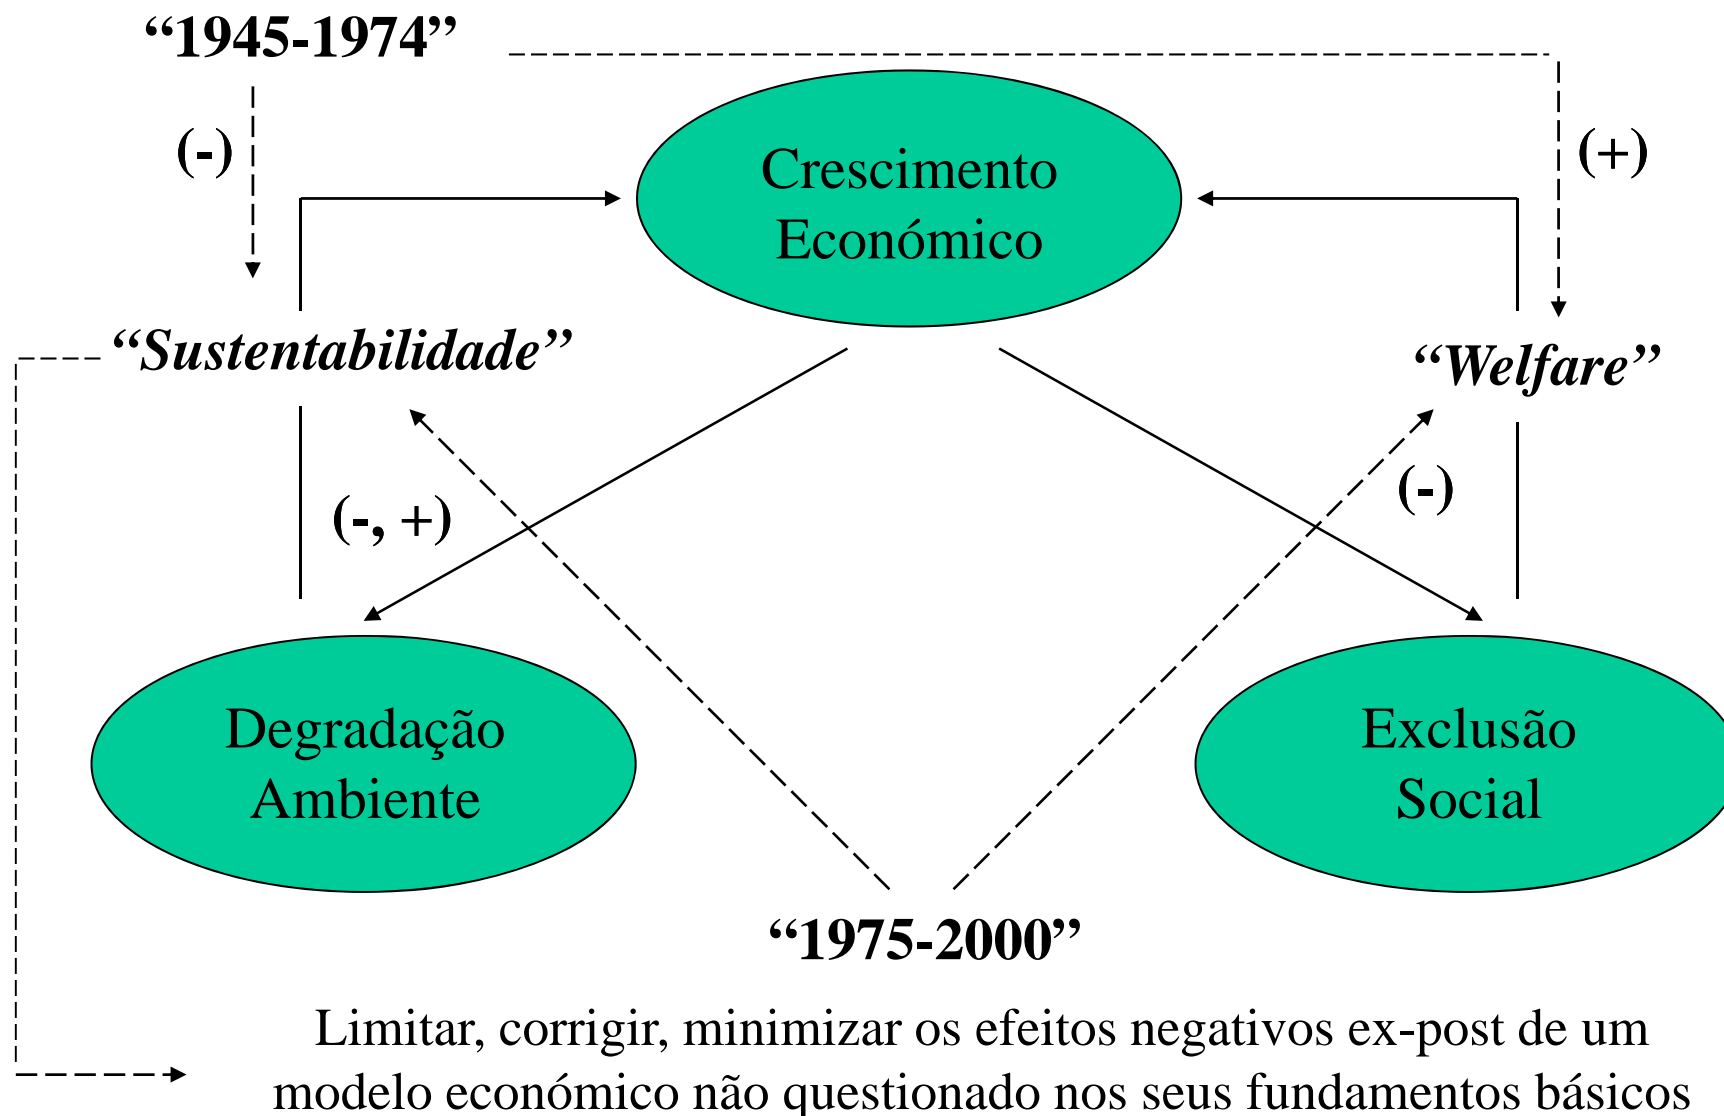 “1945-1974”
(-)
(+)
Crescimento
Económico
“Sustentabilidade”
“Welfare”
(-, +)
(-)
Degradação
Ambiente
Exclusão
Social
“1975-2000”
Limitar, corrigir, minimizar os efeitos negativos ex-post de um
modelo económico não questionado nos seus fundamentos básicos